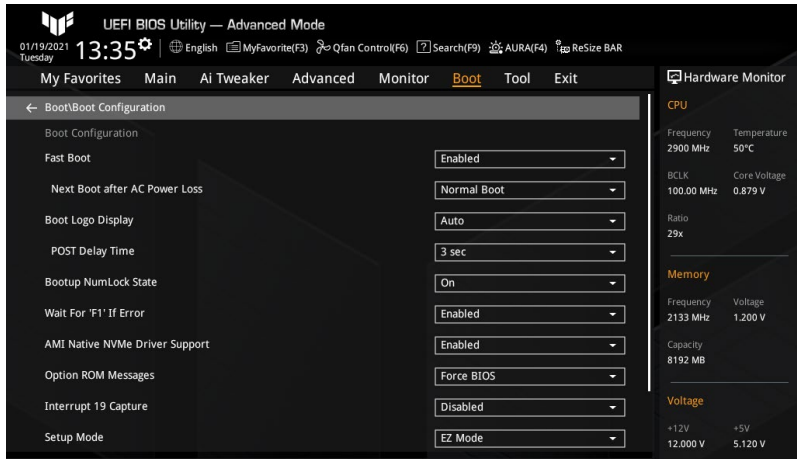 UEFI BIOS Utility — Advanced Mode
01/19/2021 Tuesday 13:35 English MyFavorite(F3) Qfan Control(F6) ? Search(F9) AURA(F4) ReSize BAR
My Favorites Main Ai Tweaker Advanced Monitor Boot Tool Exit
← Boot\Boot Configuration
Boot Configuration
Fast Boot Enabled
Next Boot after AC Power Loss Normal Boot
Boot Logo Display Auto
POST Delay Time 3 sec
Bootup NumLock State On
Wait For 'F1' If Error Enabled
AMI Native NVMe Driver Support Enabled
Option ROM Messages Force BIOS
Interrupt 19 Capture Disabled
Setup Mode EZ Mode
Hardware Monitor
CPU
Frequency Temperature
2900 MHz 50°C
BCLK Core Voltage
100.00 MHz 0.879 V
Ratio
29x
Memory
Frequency Voltage
2133 MHz 1.200 V
Capacity
8192 MB
Voltage
+12V +5V
12.000 V 5.120 V